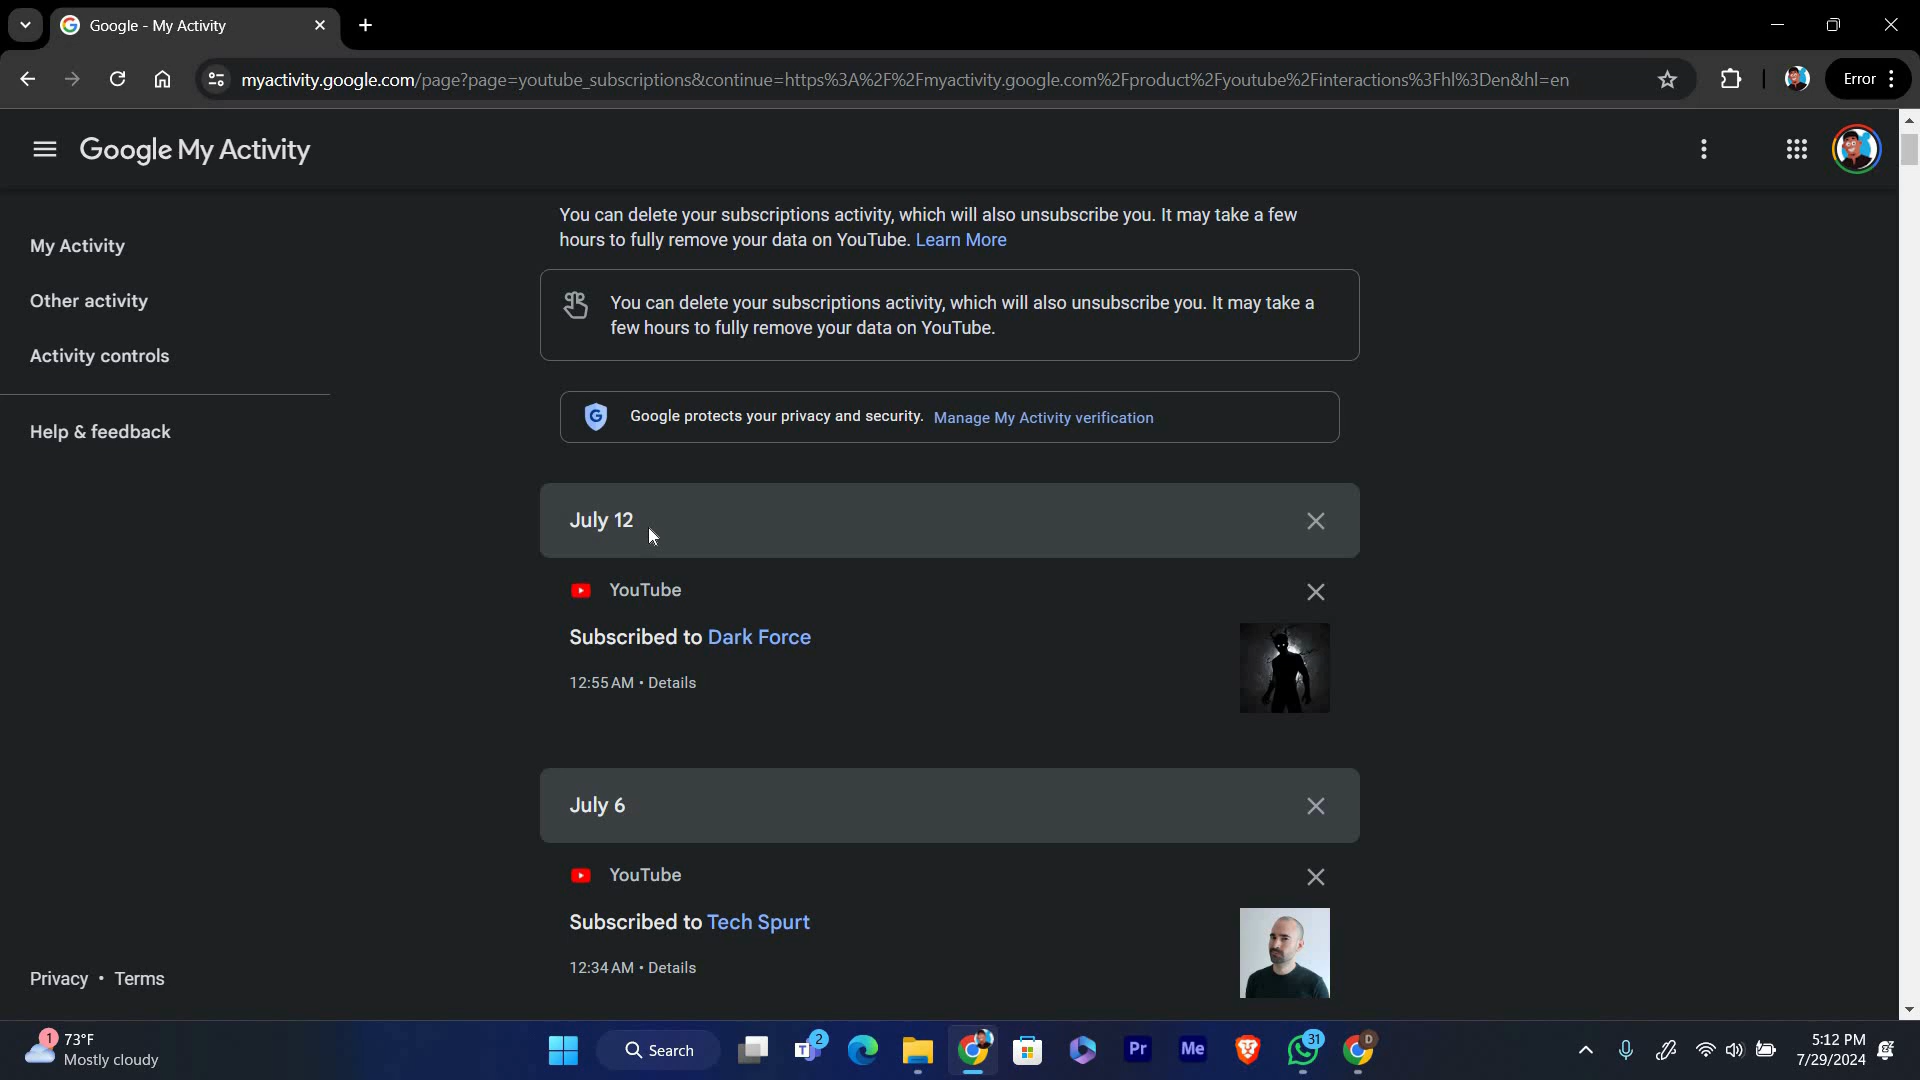 Google - My Activity
myactivity.google.com/page?page=youtube_subscriptions&continue=https%3A%2F%2Fmyactivity.google.com%2Fproduct%2Fyoutube%2Finteractions%3Fhl%3Den&hl=en
Error
Google My Activity
My Activity
Other activity
Activity controls
Help & feedback
Privacy • Terms
You can delete your subscriptions activity, which will also unsubscribe you. It may take a few
hours to fully remove your data on YouTube. Learn More
You can delete your subscriptions activity, which will also unsubscribe you. It may take a
few hours to fully remove your data on YouTube.
Google protects your privacy and security. Manage My Activity verification
July 12
YouTube
Subscribed to Dark Force
12:55 AM • Details
July 6
YouTube
Subscribed to Tech Spurt
12:34 AM • Details
1
73°F
Mostly cloudy
Search
T
2
Pr
Me
31
D
5:12 PM
7/29/2024